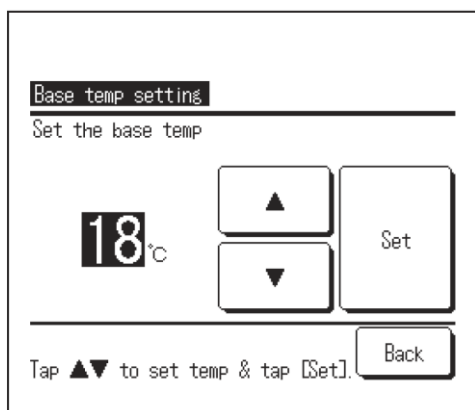 Base temp setting
Set the base temp
▲
18°C
Set
▼
Back
Tap ▲▼ to set temp & tap [Set].